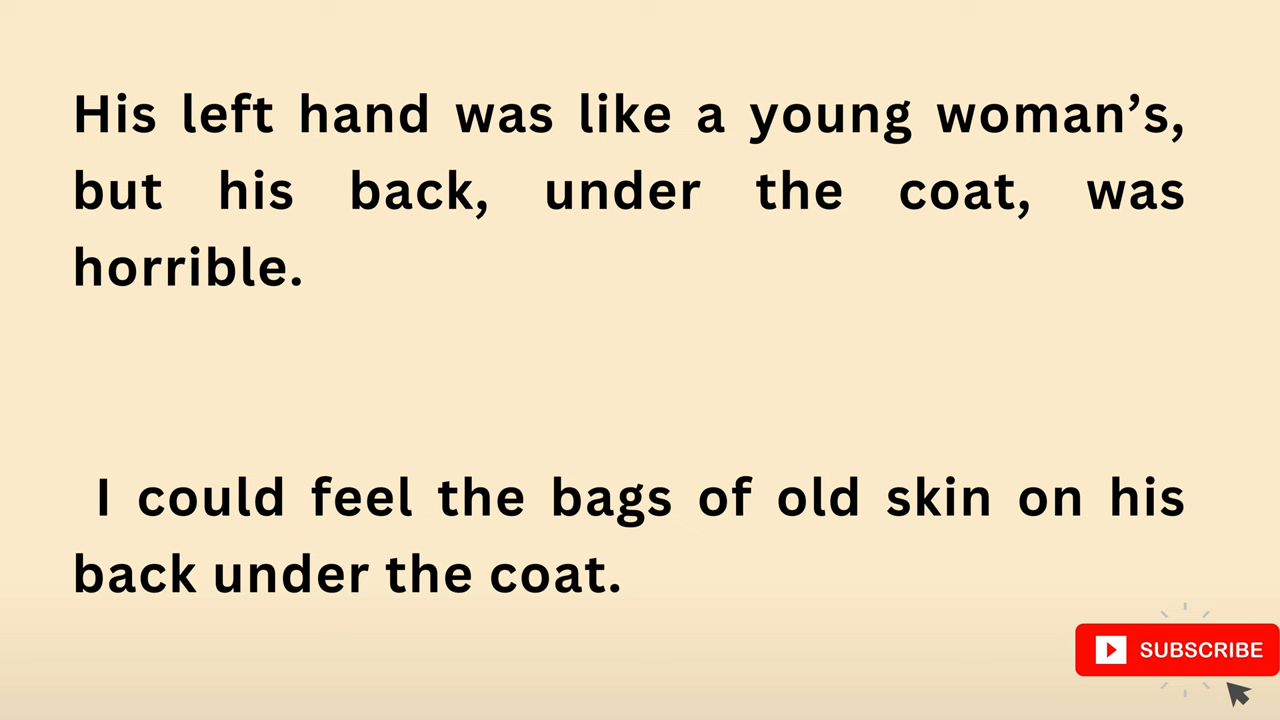 His left hand was like a young woman’s,
but his back, under the coat, was
horrible.
I could feel the bags of old skin on his
back under the coat.
SUBSCRIBE